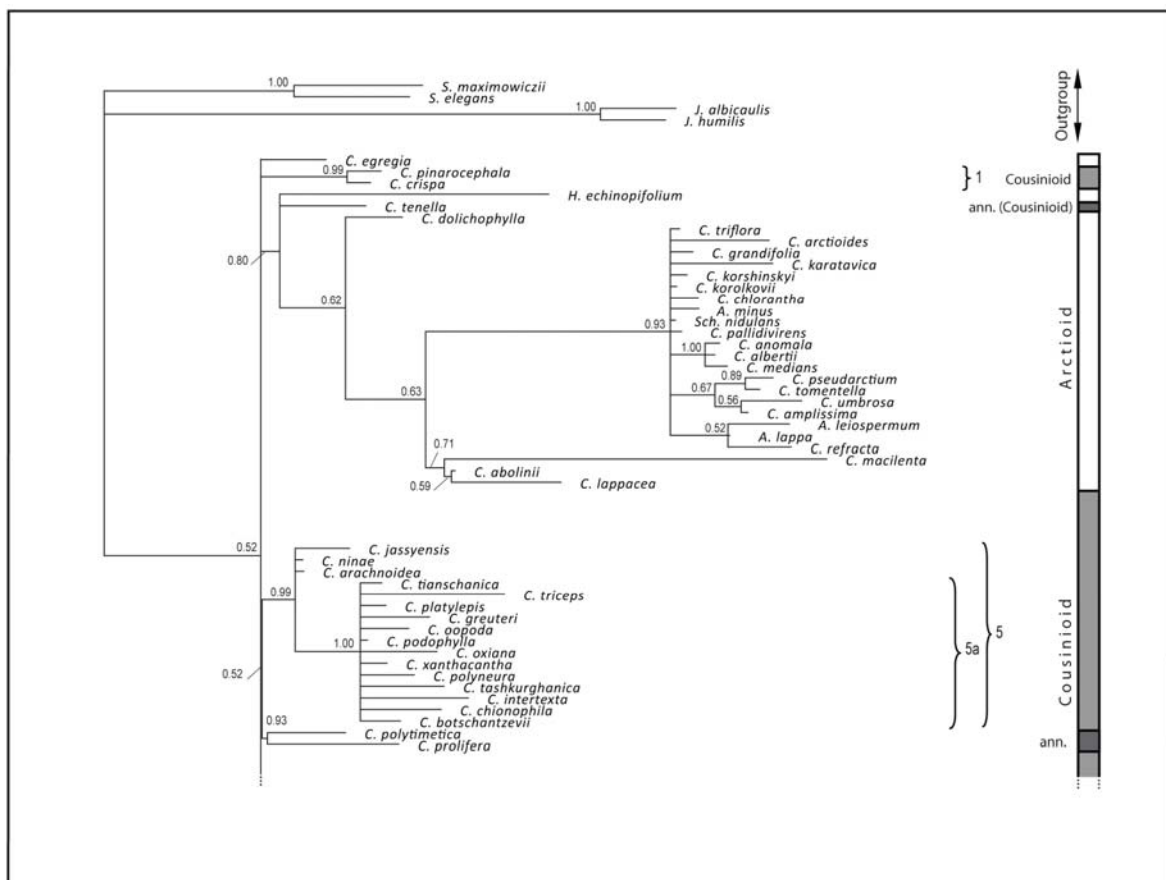 1.00
S. maximowiczii
S. elegans
1.00
J. albicaulis
J. humilis
Outgroup
C. egregia
0.99
C. pinarocephala
C. crispa
1
Cousinioid
H. echinopifolium
C. tenella
ann. (Cousinioid)
C. dolichophylla
0.80
C. triflora
C. arctioides
C. grandifolia
C. karatavica
C. korshinskyi
C. korolkovii
C. chlorantha
0.62
A. minus
Sch. nidulans
0.93
C. pallidivirens
C. anomala
1.00
C. albertii
C. medians
Arctioid
0.89
C. pseudarctium
0.67
C. tomentella
0.63
0.56
C. umbrosa
C. amplissima
0.52
A. leiospermum
A. lappa
0.71
C. refracta
C. macilenta
C. abolinii
0.59
C. lappacea
0.52
C. jassyensis
C. ninae
C. arachnoidea
0.99
C. tianschanica
C. triceps
C. platylepis
C. greuteri
C. oopoda
1.00
C. podophylla
C. oxiana
C. xanthacantha
C. polyneura
0.52
C. tashkurghanica
C. intertexta
C. chionophila
C. botschantzevii
5a
5
Cousinioid
0.93
C. polytimetica
C. prolifera
ann.